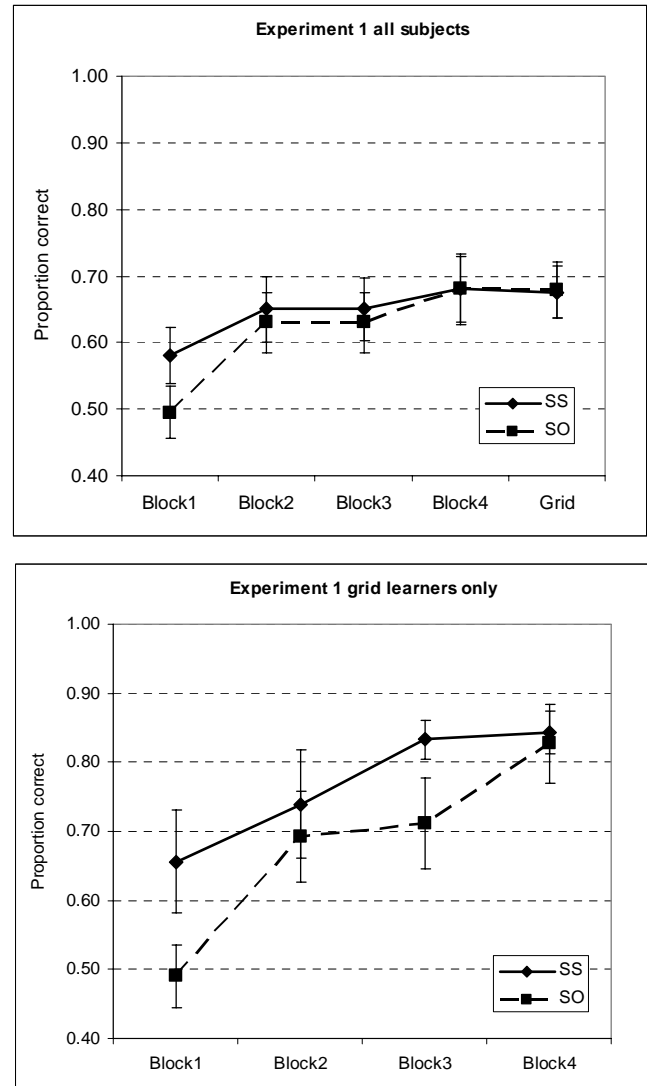 Experiment 1 all subjects
1.00
0.90
0.80
0.70
0.60
0.50
0.40
Proportion correct
SS
SO
Block1 Block2 Block3 Block4 Grid
Experiment 1 grid learners only
1.00
0.90
0.80
0.70
0.60
0.50
0.40
Proportion correct
SS
SO
Block1 Block2 Block3 Block4